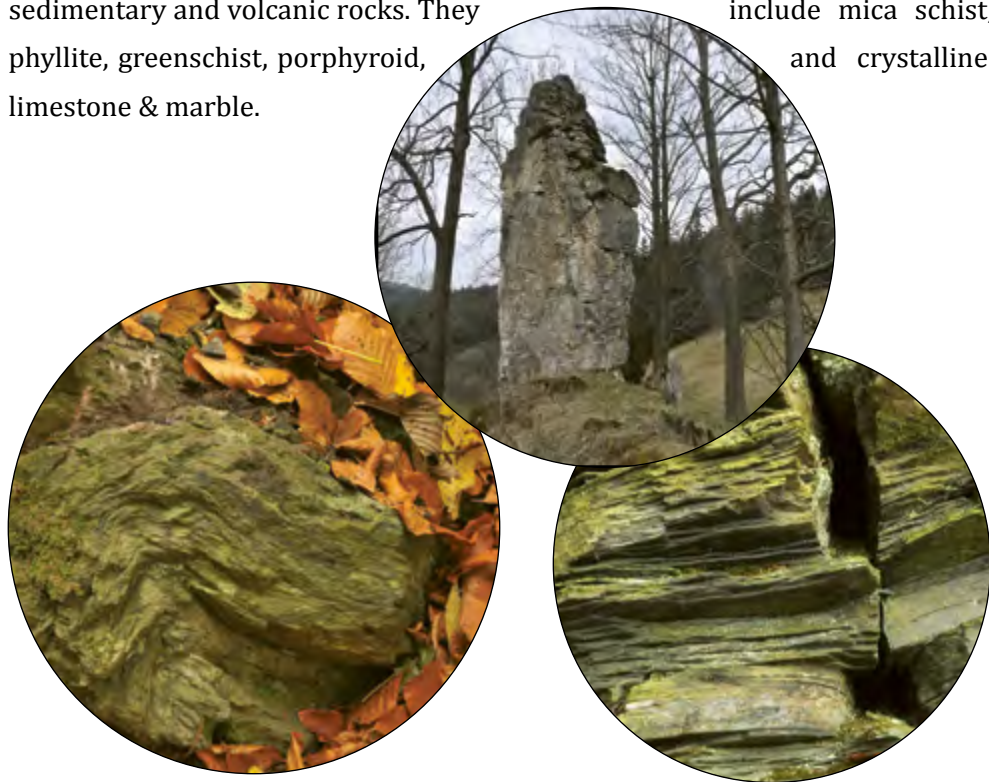 sedimentary and volcanic rocks. They include mica schist,
phyllite, greenschist, porphyroid, and crystalline
limestone & marble.